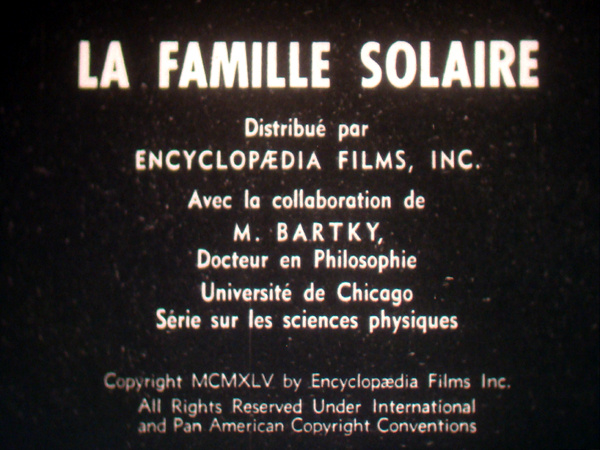 LA FAMILLE SOLAIRE
Distribué par
ENCYCLOPÆDIA FILMS, INC.
Avec la collaboration de
M. BARTKY,
Docteur en Philosophie
Université de Chicago
Série sur les sciences physiques
Copyright MCMXLV by Encyclopædia Films Inc.
All Rights Reserved Under International
and Pan American Copyright Conventions